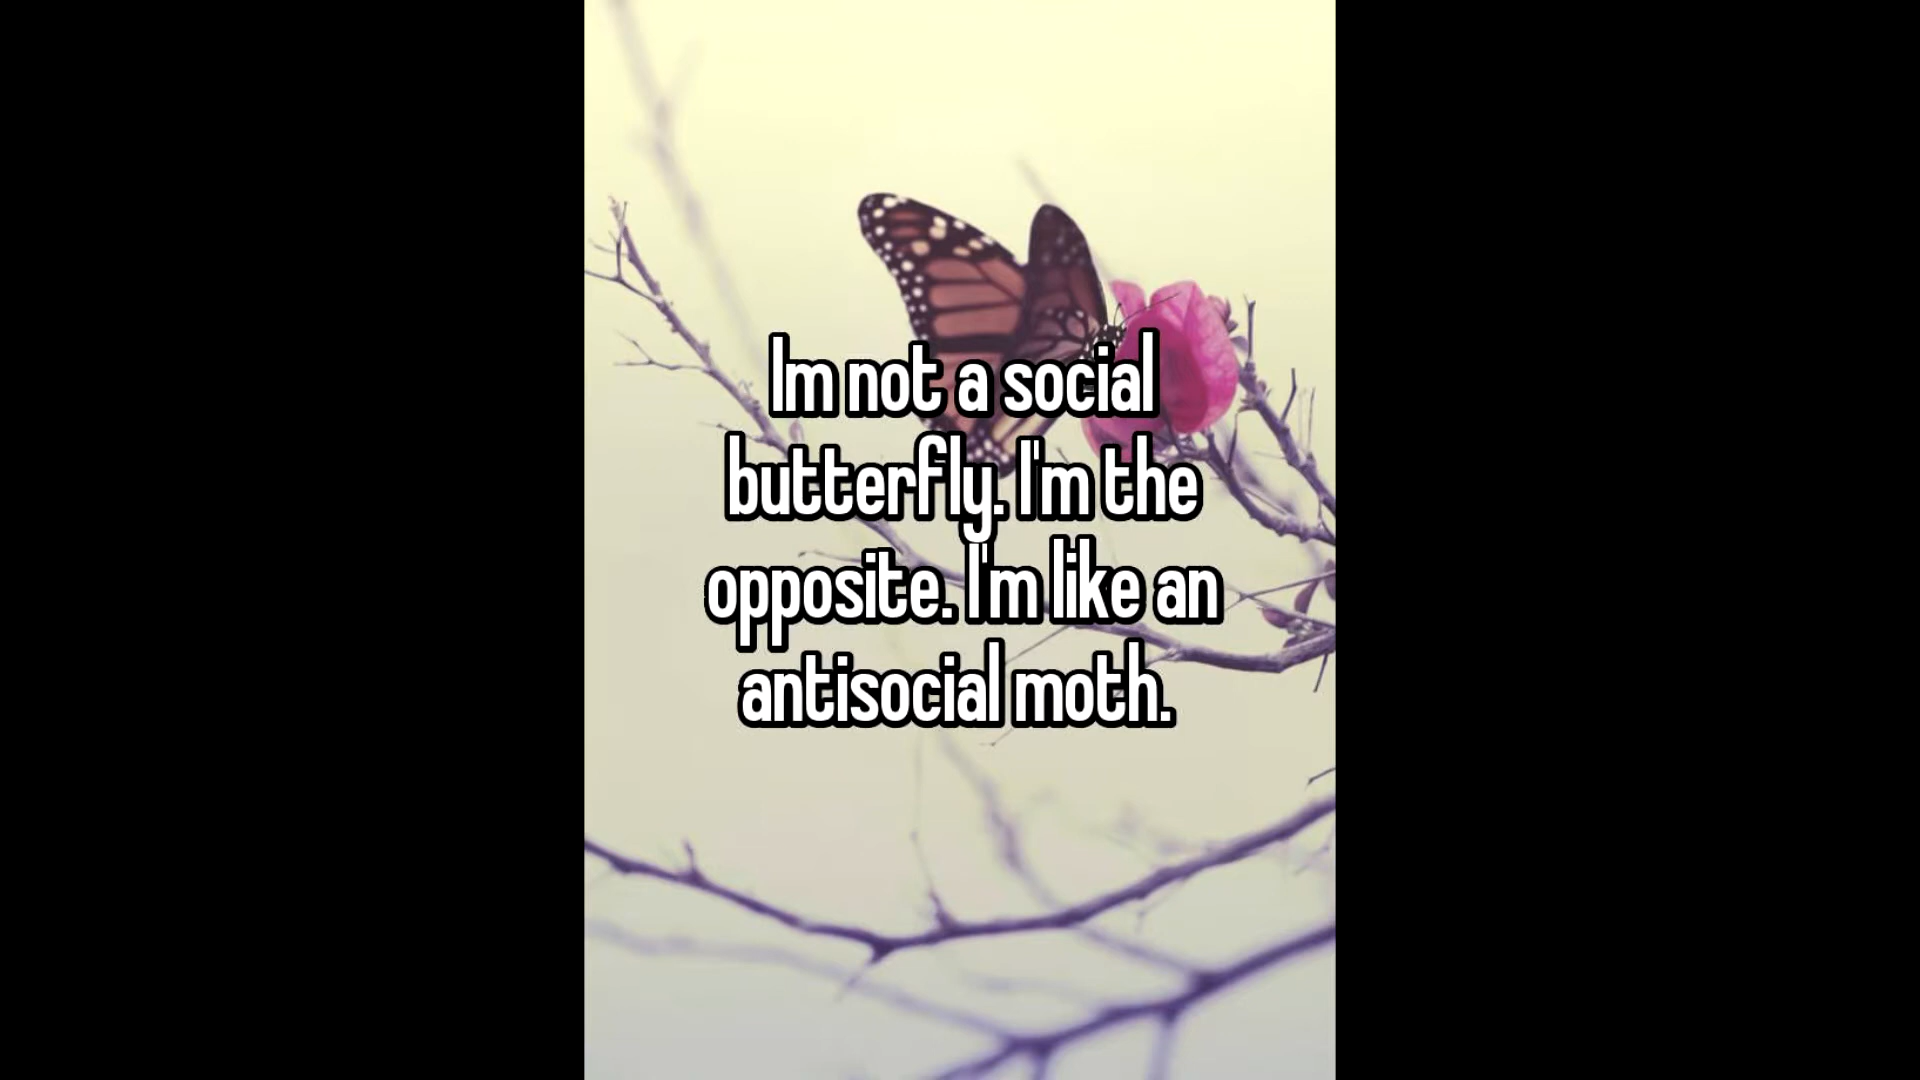 Im not a social
butterfly. I'm the
opposite. I'm like an
antisocial moth.